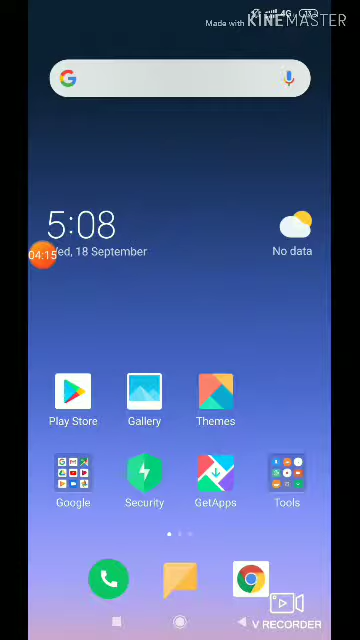 Made with KINEMASTER
4G
5:08
Wed, 18 September
04:15
No data
Play Store
Gallery
Themes
Google
Security
GetApps
Tools
V RECORDER